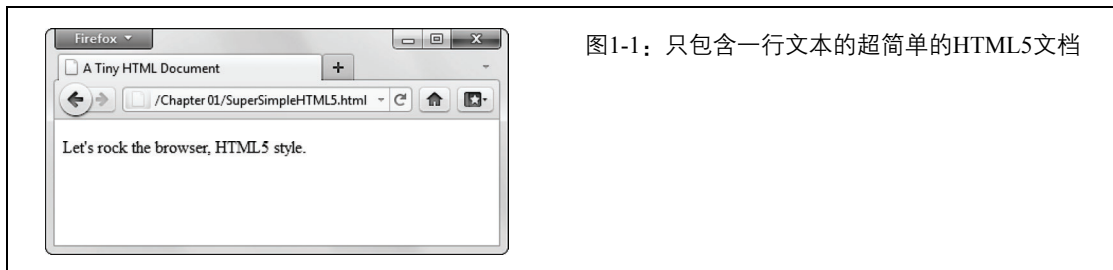 Firefox
A Tiny HTML Document
/Chapter 01/SuperSimpleHTML5.html
Let's rock the browser, HTML5 style.
图1-1：只包含一行文本的超简单的HTML5文档